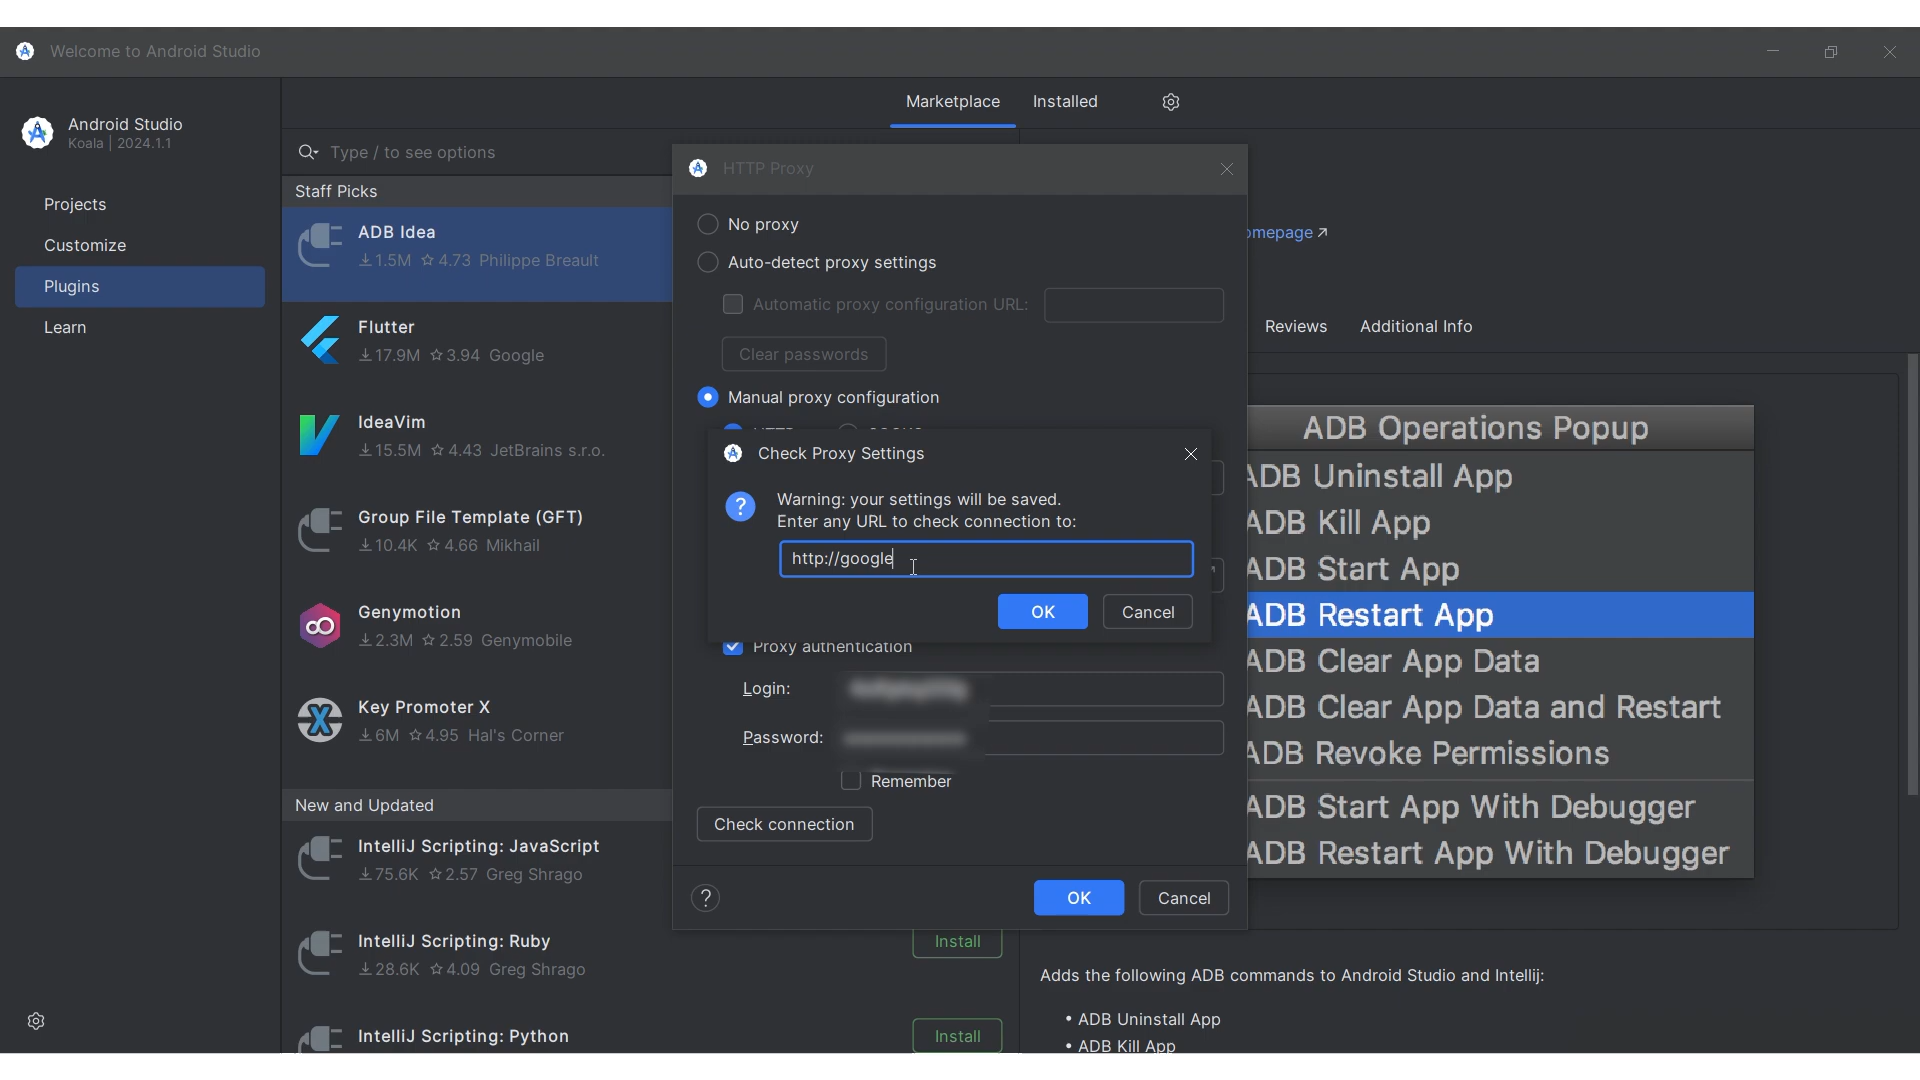 Welcome to Android Studio
Android Studio
Koala | 2024.1.1
Projects
Customize
Plugins
Learn
Marketplace
Installed
Type / to see options
Staff Picks
ADB Idea
1.5M 4.73 Philippe Breault
Flutter
17.9M 3.94 Google
IdeaVim
15.5M 4.43 JetBrains s.r.o.
Group File Template (GFT)
10.4K 4.66 Mikhail
Genymotion
2.3M 2.59 Genymobile
Key Promoter X
6M 4.95 Hal's Corner
New and Updated
IntelliJ Scripting: JavaScript
75.6K 2.57 Greg Shrago
IntelliJ Scripting: Ruby
Install
28.6K 4.09 Greg Shrago
IntelliJ Scripting: Python
Install
HTTP Proxy
No proxy
Auto-detect proxy settings
Automatic proxy configuration URL:
Clear passwords
Manual proxy configuration
Check Proxy Settings
Warning: your settings will be saved.
Enter any URL to check connection to:
http://google
OK
Cancel
Proxy authentication
Login:
Password:
Remember
Check connection
?
OK
Cancel
omepage
Reviews
Additional Info
ADB Operations Popup
ADB Uninstall App
ADB Kill App
ADB Start App
ADB Restart App
ADB Clear App Data
ADB Clear App Data and Restart
ADB Revoke Permissions
ADB Start App With Debugger
ADB Restart App With Debugger
Adds the following ADB commands to Android Studio and Intellij:
• ADB Uninstall App
• ADB Kill App